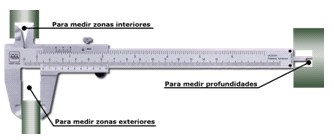 Para medir zonas interiores
Para medir profundidades
Para medir zonas exteriores